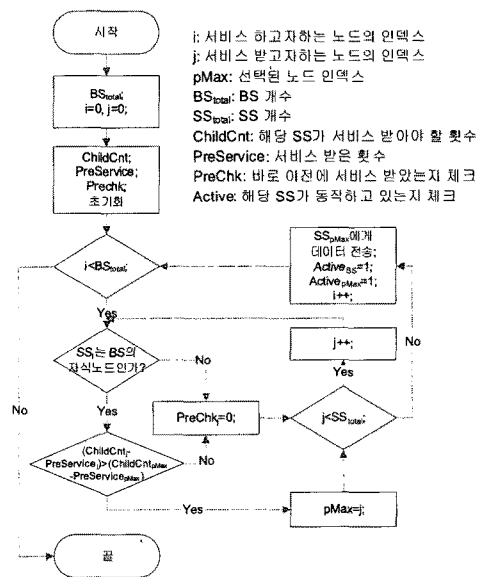 시작
i: 서비스 하고자하는 노드의 인덱스
j: 서비스 받고자하는 노드의 인덱스
pMax: 선택된 노드 인덱스
BStotal: BS 개수
SStotal: SS 개수
ChildCnt: 해당 SS가 서비스 받아야 할 횟수
PreService: 서비스 받은 횟수
PreChk: 바로 이전에 서비스 받았는지 체크
Active: 해당 SS가 동작하고 있는지 체크
BStotal;
i=0, j=0;
ChildCnt;
PreService;
Prechk;
초기화
SSpMax에게
데이터 전송;
ActiveBS=1;
ActivepMax=1;
i++;
i<BStotal;
Yes
SSj는 BS의
자식노드인가?
No
j++;
No
Yes
No
Yes
PreChkj=0;
j<SStotal;
(ChildCntj-
PreServicej)>(ChildCntpMax
-PreServicepMax)
No
Yes
pMax=j;
끝